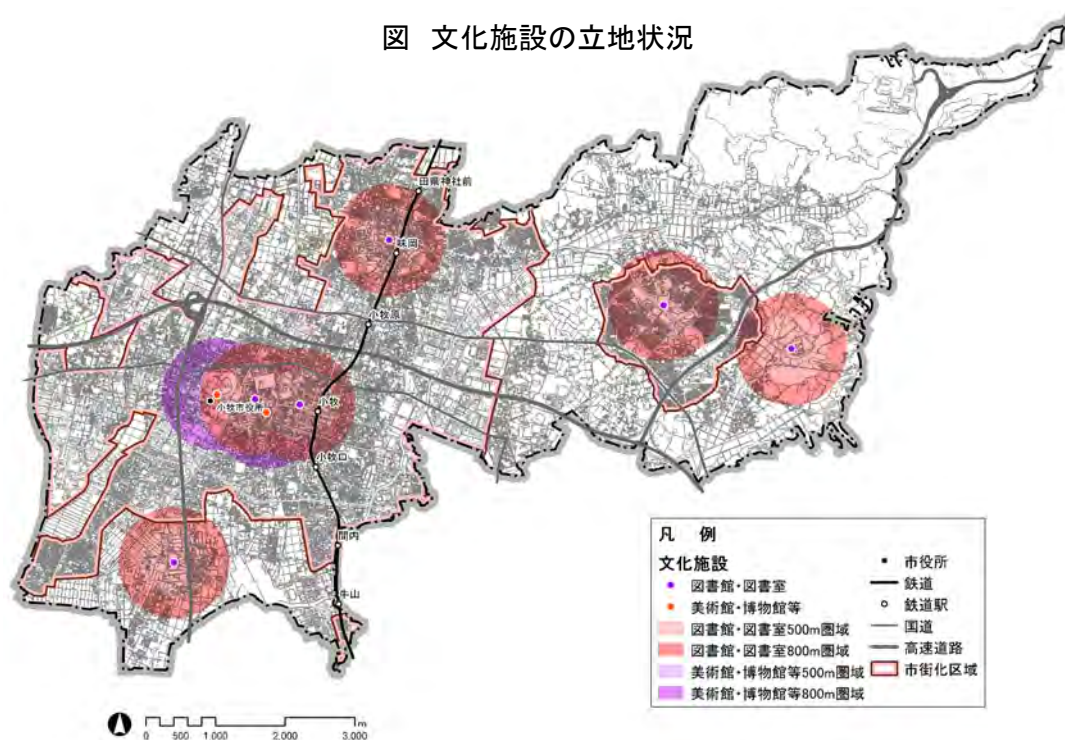 図 文化施設の立地状況
田県神社前
味岡
小牧原
小牧市役所
小牧
小牧口
間内
牛山
凡 例
文化施設
図書館・図書室
美術館・博物館等
図書館・図書室500m圏域
図書館・図書室800m圏域
美術館・博物館等500m圏域
美術館・博物館等800m圏域
市役所
鉄道
鉄道駅
国道
高速道路
市街化区域
0 500 1,000 2,000 3,000 m